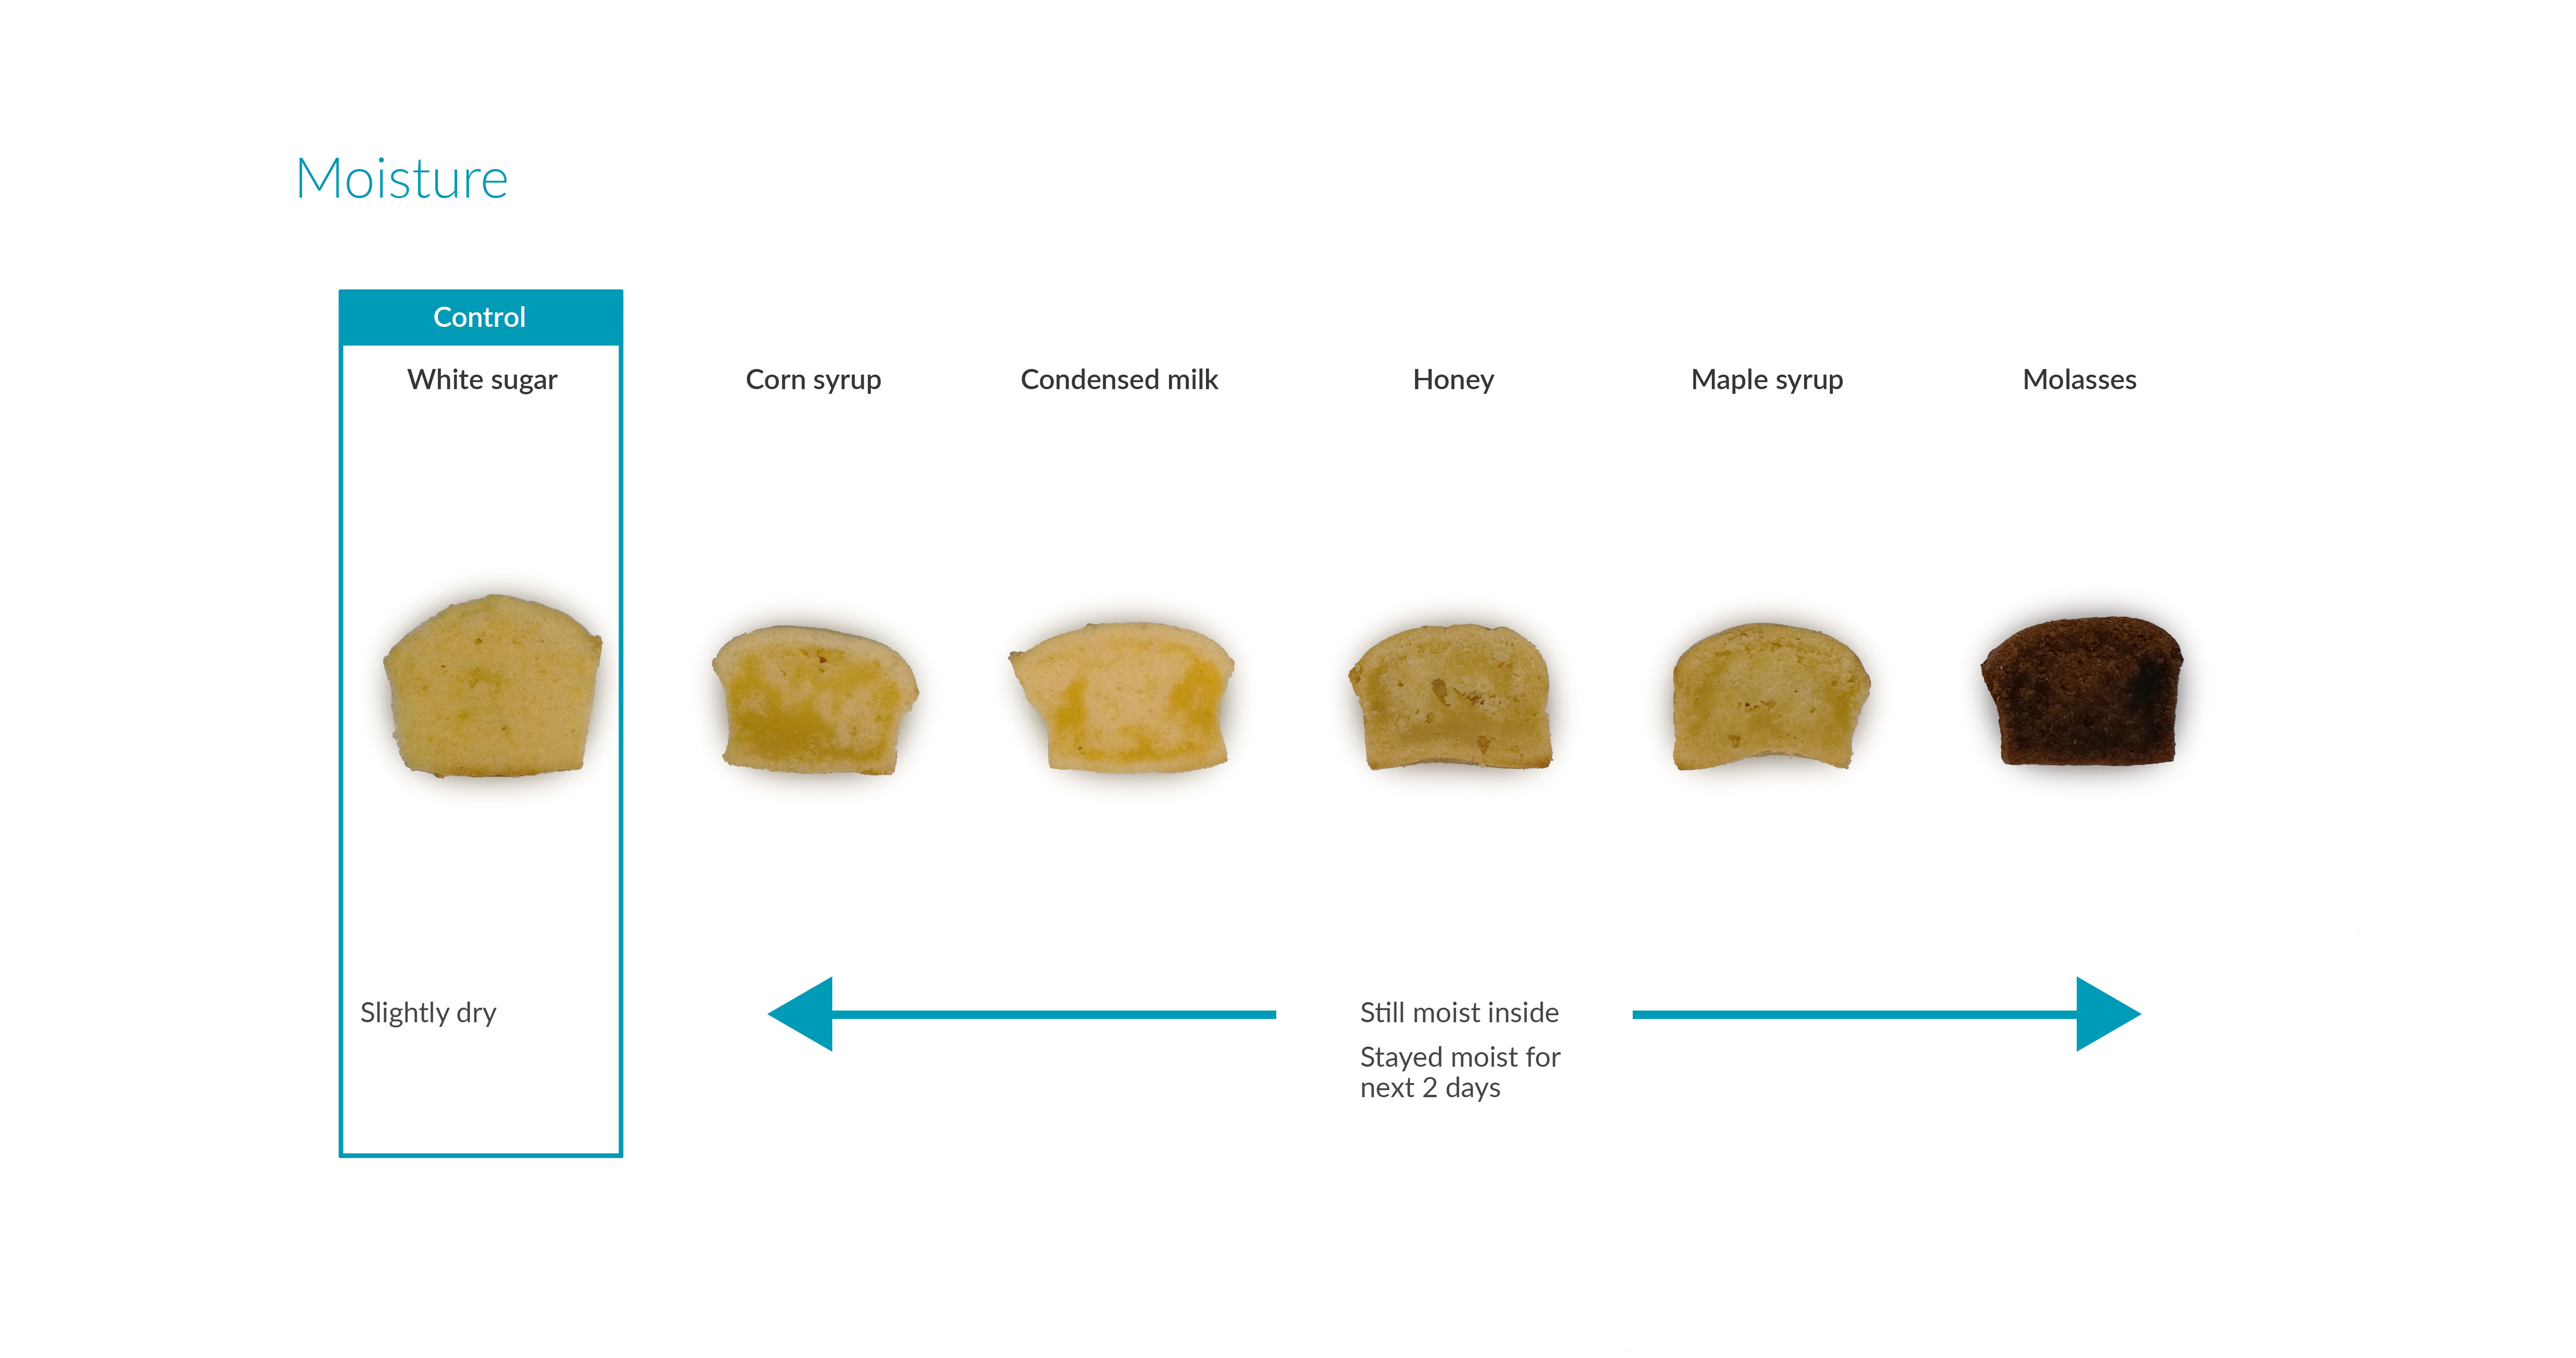 Moisture
Control
White sugar
Corn syrup
Condensed milk
Honey
Maple syrup
Molasses
Slightly dry
Still moist inside
Stayed moist for
next 2 days